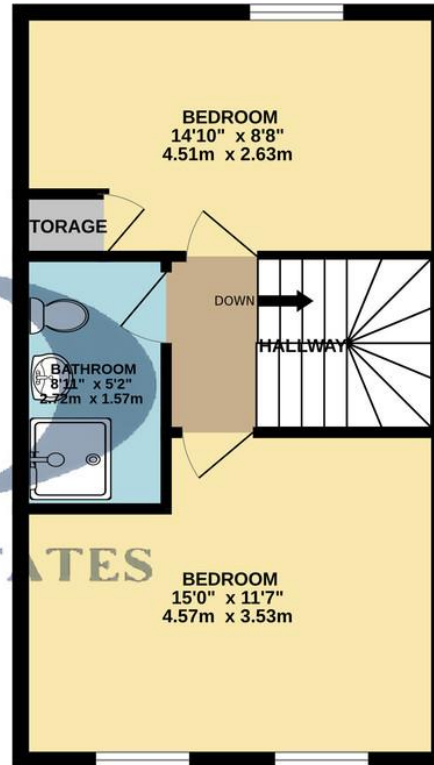 BEDROOM
14'10" x 8'8"
4.51m x 2.63m
TORAGE
DOWN
HALLWAY
BATHROOM
8'11" x 5'2"
2.72m x 1.57m
ATES
BEDROOM
15'0" x 11'7"
4.57m x 3.53m